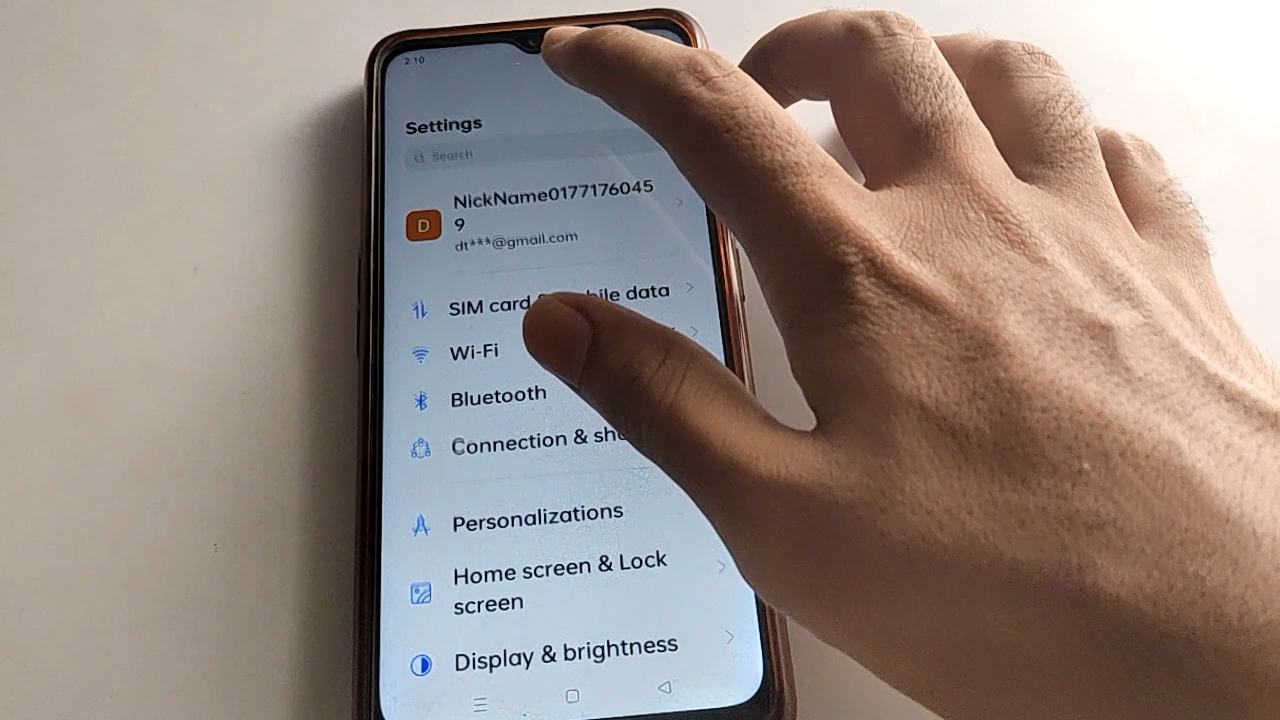 2:10
Settings
Search
NickName0177176045
9
D
dt***@gmail.com
SIM card bile data
Wi-Fi
Bluetooth
Connection & sh
Personalizations
Home screen & Lock
screen
Display & brightness